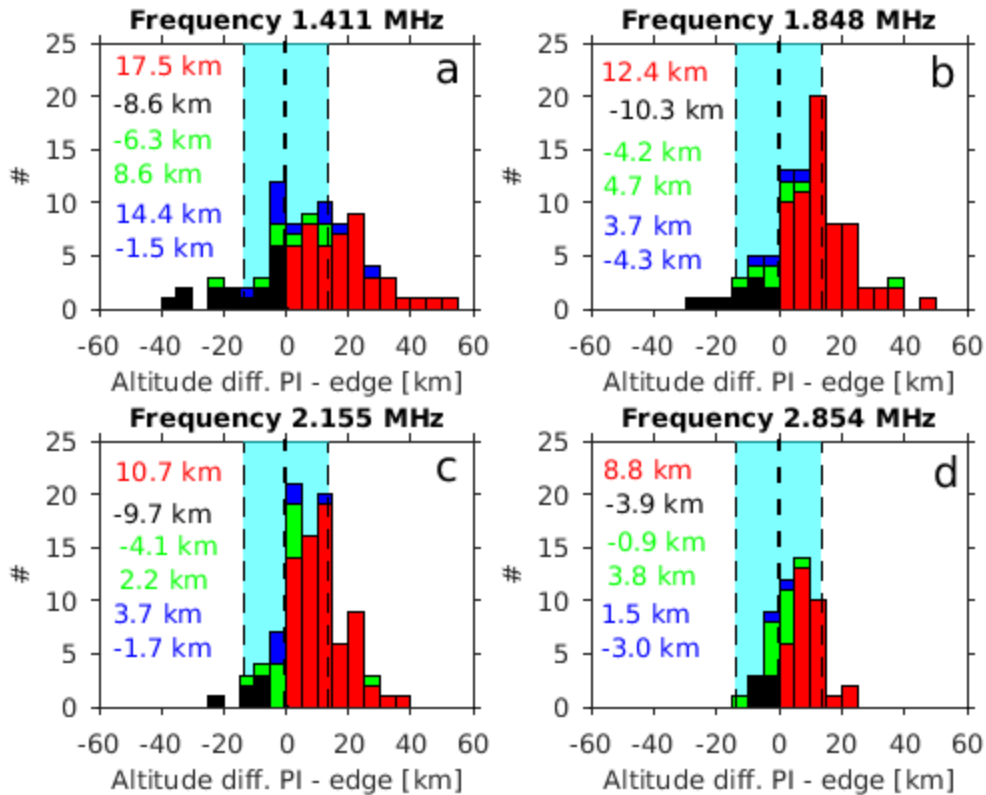 Frequency 1.411 MHz
25
20
15
10
5
0
#
17.5 km
-8.6 km
-6.3 km
8.6 km
14.4 km
-1.5 km
a
-60 -40 -20 0 20 40 60
Altitude diff. PI - edge [km]
Frequency 1.848 MHz
25
20
15
10
5
0
#
12.4 km
-10.3 km
-4.2 km
4.7 km
3.7 km
-4.3 km
b
-60 -40 -20 0 20 40 60
Altitude diff. PI - edge [km]
Frequency 2.155 MHz
25
20
15
10
5
0
#
10.7 km
-9.7 km
-4.1 km
2.2 km
3.7 km
-1.7 km
c
-60 -40 -20 0 20 40 60
Altitude diff. PI - edge [km]
Frequency 2.854 MHz
25
20
15
10
5
0
#
8.8 km
-3.9 km
-0.9 km
3.8 km
1.5 km
-3.0 km
d
-60 -40 -20 0 20 40 60
Altitude diff. PI - edge [km]